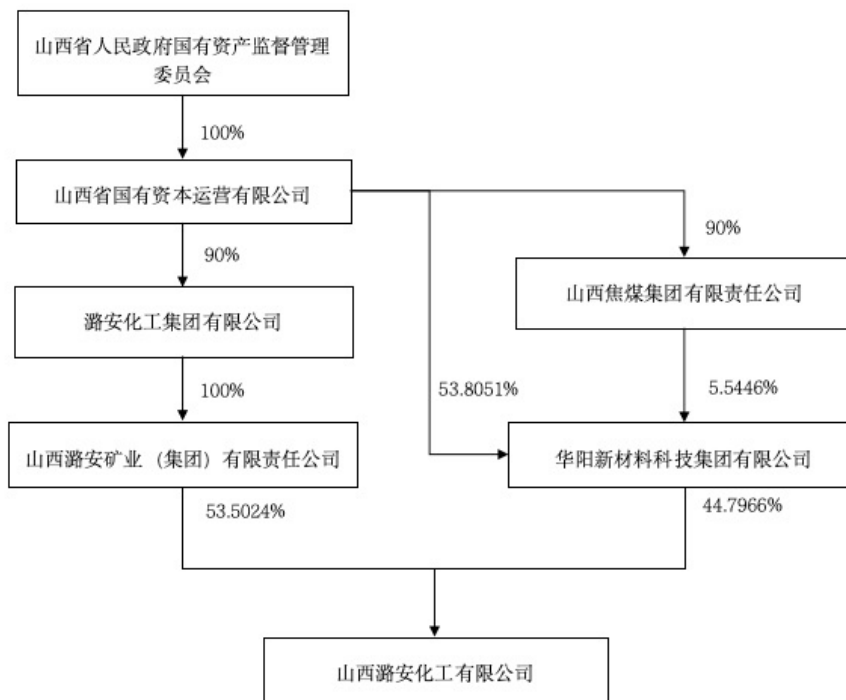 山西省人民政府国有资产监督管理
委员会
100%
山西省国有资本运营有限公司
90%
90%
潞安化工集团有限公司
山西焦煤集团有限责任公司
100%
53.8051%
5.5446%
山西潞安矿业（集团）有限责任公司
华阳新材料科技集团有限公司
53.5024%
44.7966%
山西潞安化工有限公司